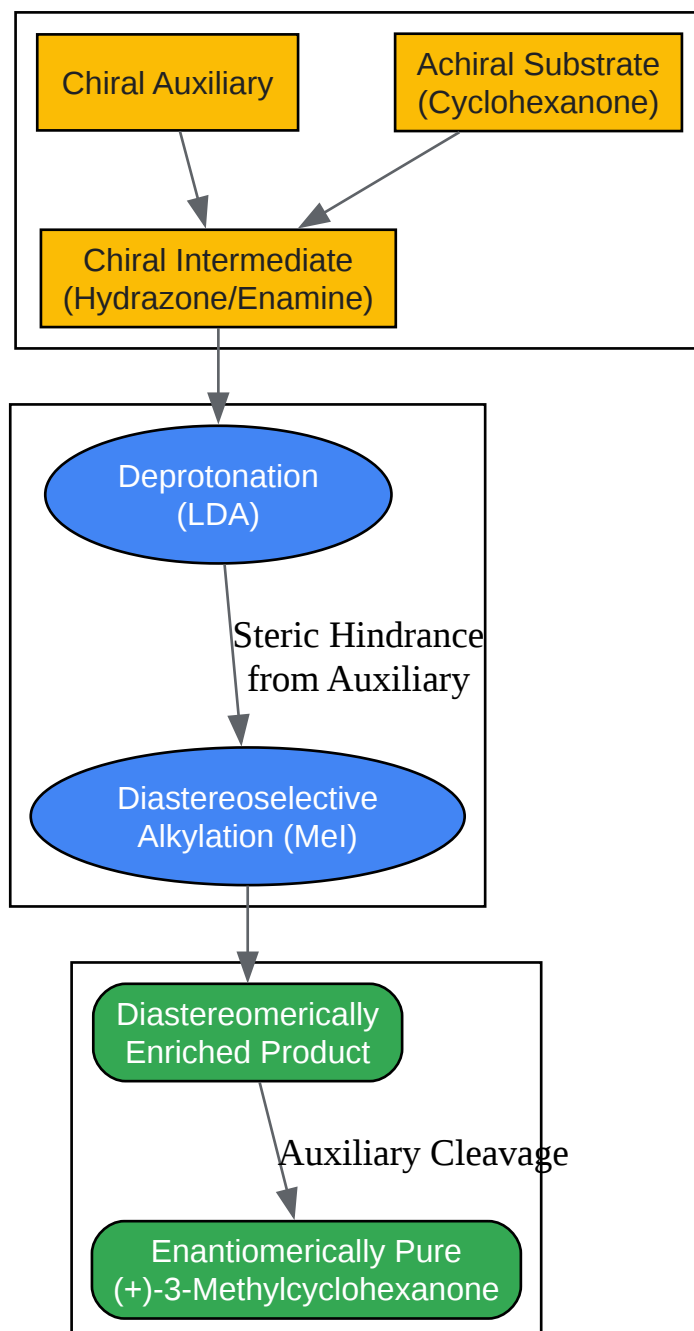 Chiral Auxiliary
Achiral Substrate
(Cyclohexanone)
Chiral Intermediate
(Hydrazone/Enamine)
Deprotonation
(LDA)
Steric Hindrance
from Auxiliary
Diastereoselective
Alkylation (MeI)
Diastereomerically
Enriched Product
Auxiliary Cleavage
Enantiomerically Pure
(+)-3-Methylcyclohexanone